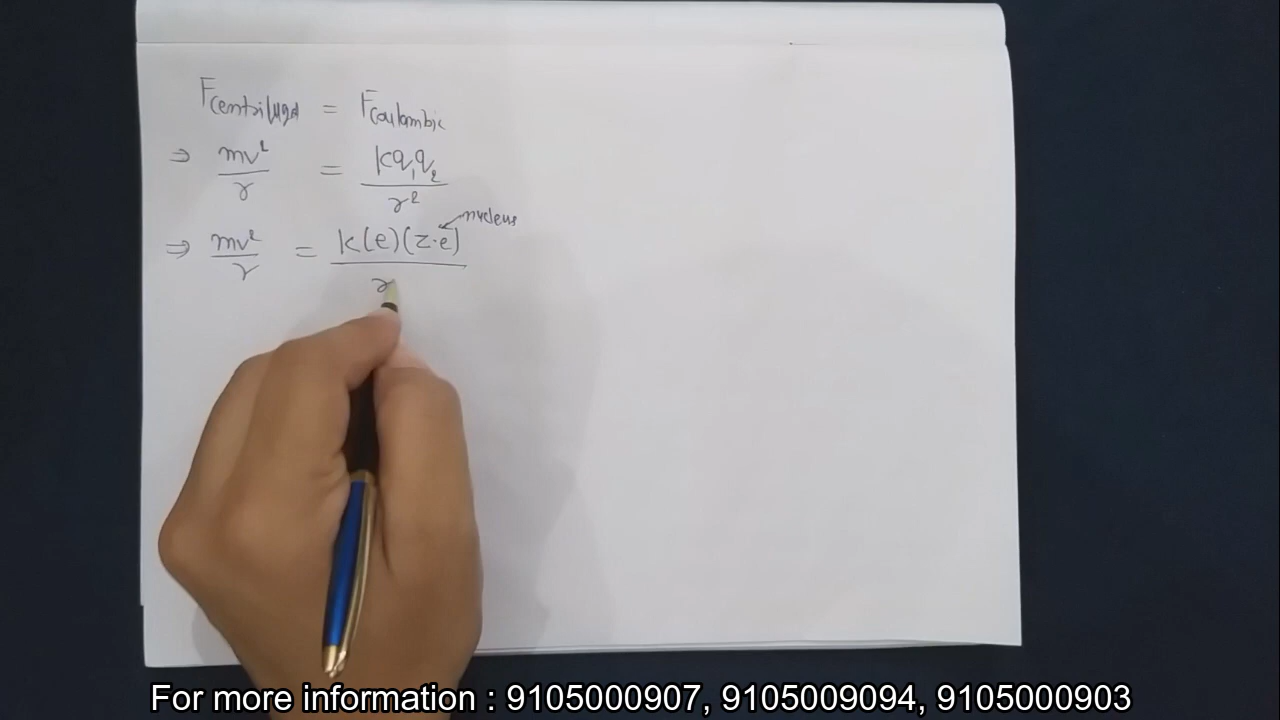 Fcentrifugal = Fcoulombic
⇒ mv²/r = kq₁q₂/r²
nucleus
⇒ mv²/r = k(e)(z·e)/r
For more information : 9105000907, 9105009094, 9105000903